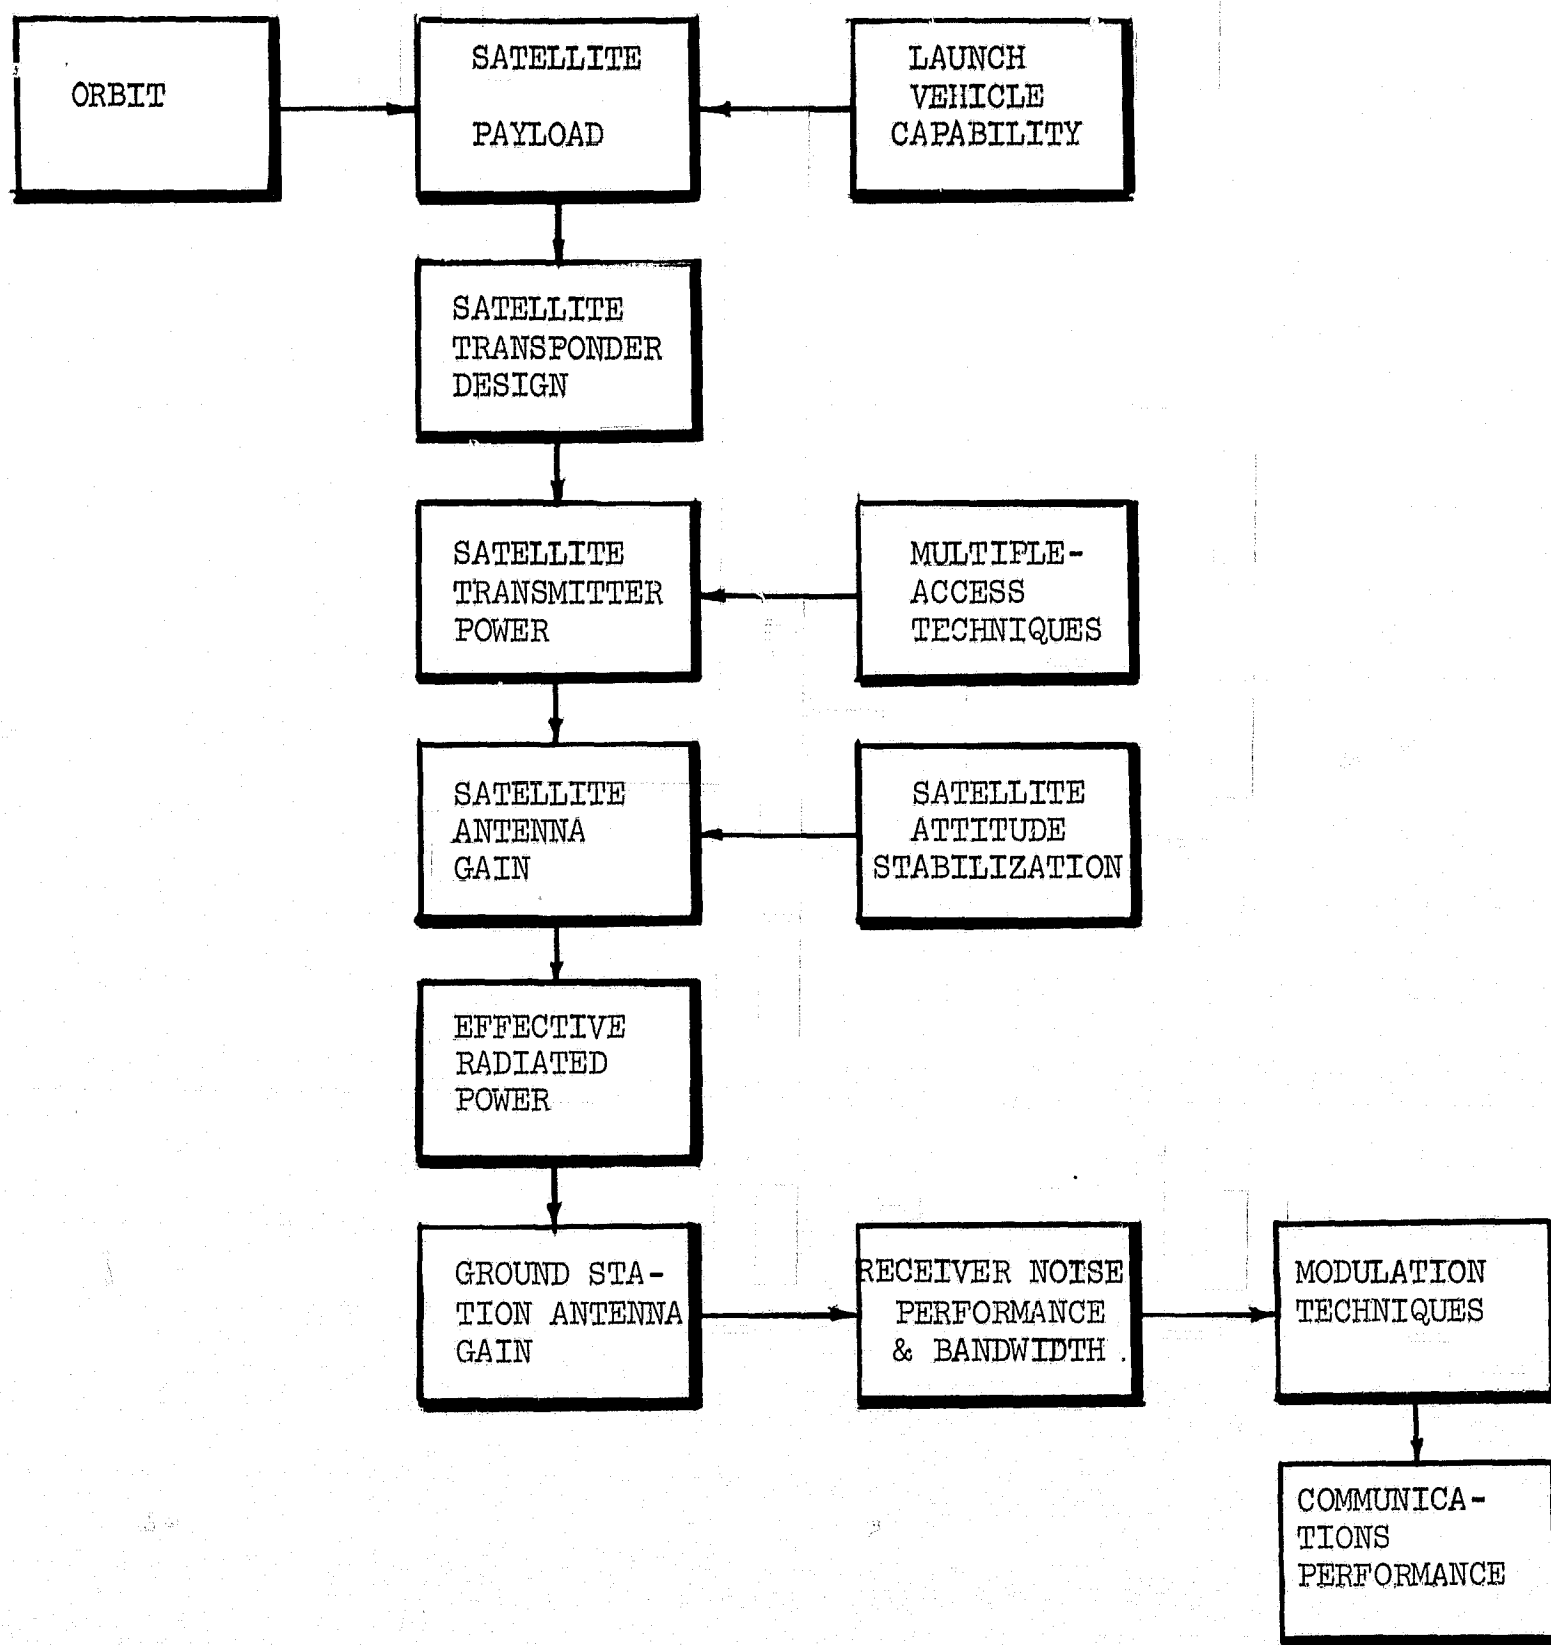 ORBIT
SATELLITE
PAYLOAD
LAUNCH
VEHICLE
CAPABILITY
SATELLITE
TRANSPONDER
DESIGN
SATELLITE
TRANSMITTER
POWER
MULTIPLE-
ACCESS
TECHNIQUES
SATELLITE
ANTENNA
GAIN
SATELLITE
ATTITUDE
STABILIZATION
EFFECTIVE
RADIATED
POWER
GROUND STA-
TION ANTENNA
GAIN
RECEIVER NOISE
PERFORMANCE
& BANDWIDTH
MODULATION
TECHNIQUES
COMMUNICA-
TIONS
PERFORMANCE